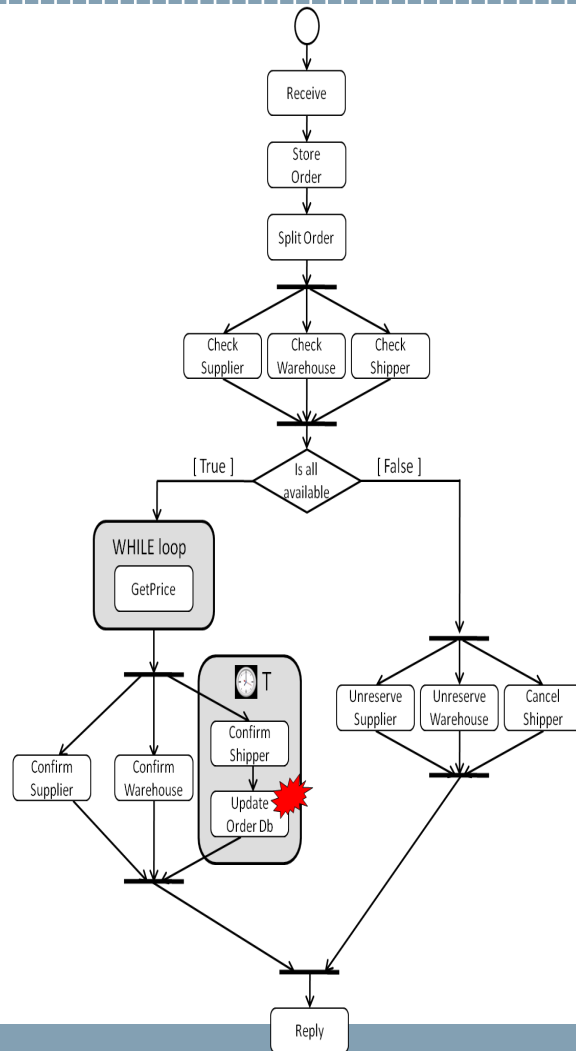 Receive
Store
Order
Split Order
Check
Supplier
Check
Warehouse
Check
Shipper
[ True ]
Is all
available
[ False ]
WHILE loop
GetPrice
T
Confirm
Supplier
Confirm
Warehouse
Confirm
Shipper
Update
Order Db
Unreserve
Supplier
Unreserve
Warehouse
Cancel
Shipper
Reply